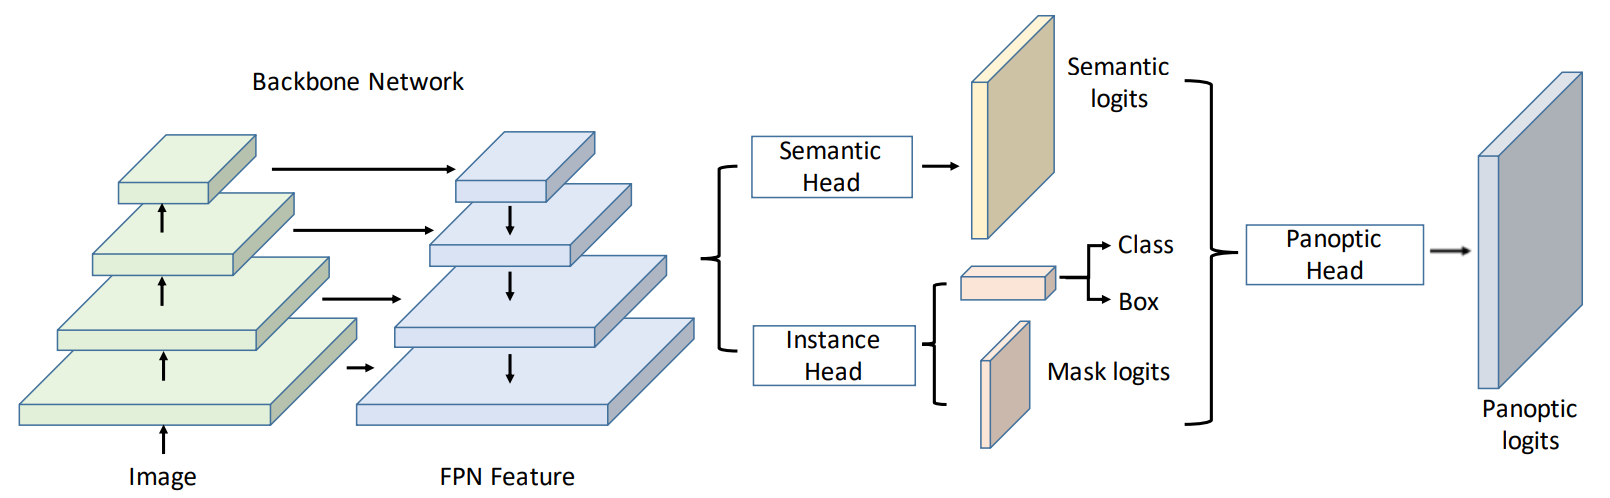 Backbone Network
Image
FPN Feature
Semantic
Head
Instance
Head
Semantic
logits
Class
Box
Mask logits
Panoptic
Head
Panoptic
logits